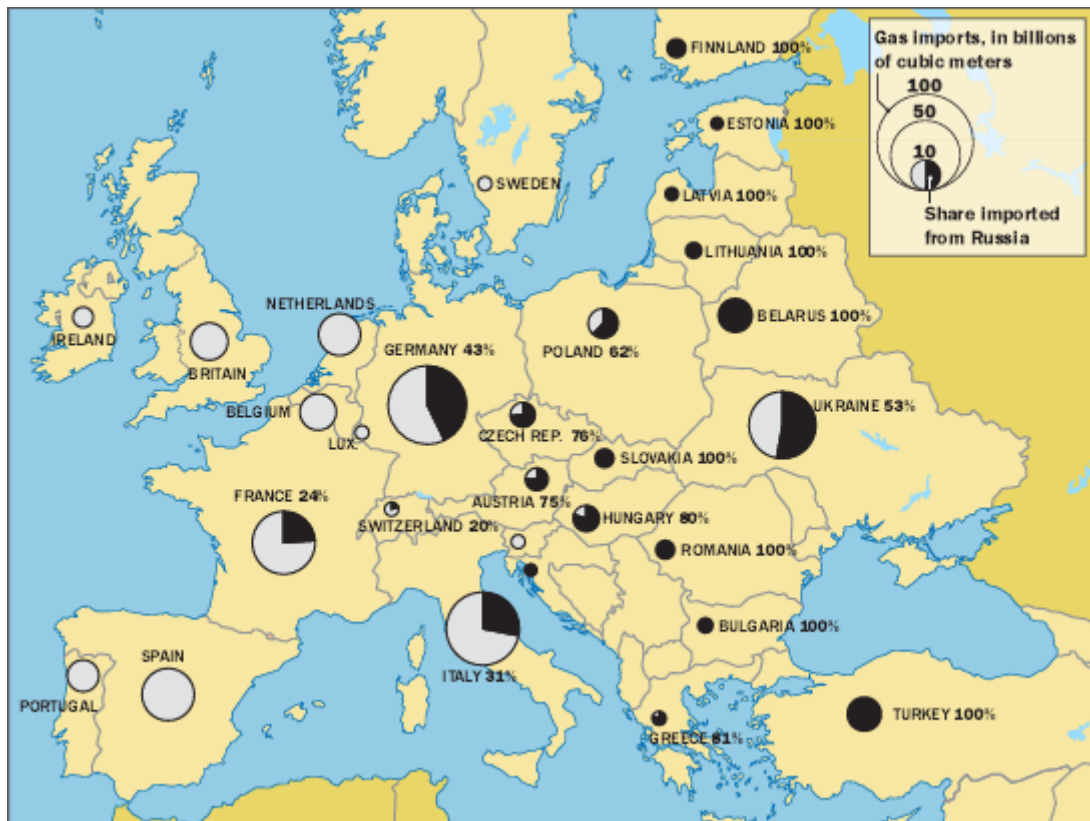 FINNLAND 100%
Gas imports, in billions
of cubic meters
100
50
10
Share imported
from Russia
ESTONIA 100%
SWEDEN
LATVIA 100%
LITHUANIA 100%
NETHERLANDS
IRELAND
BRITAIN
GERMANY 43%
POLAND 62%
BELARUS 100%
BELGIUM
LUX.
CZECH REP. 76%
UKRAINE 53%
SLOVAKIA 100%
FRANCE 24%
AUSTRIA 75%
SWITZERLAND 20%
HUNGARY 80%
ROMANIA 100%
BULGARIA 100%
SPAIN
ITALY 31%
PORTUGAL
TURKEY 100%
GREECE 81%